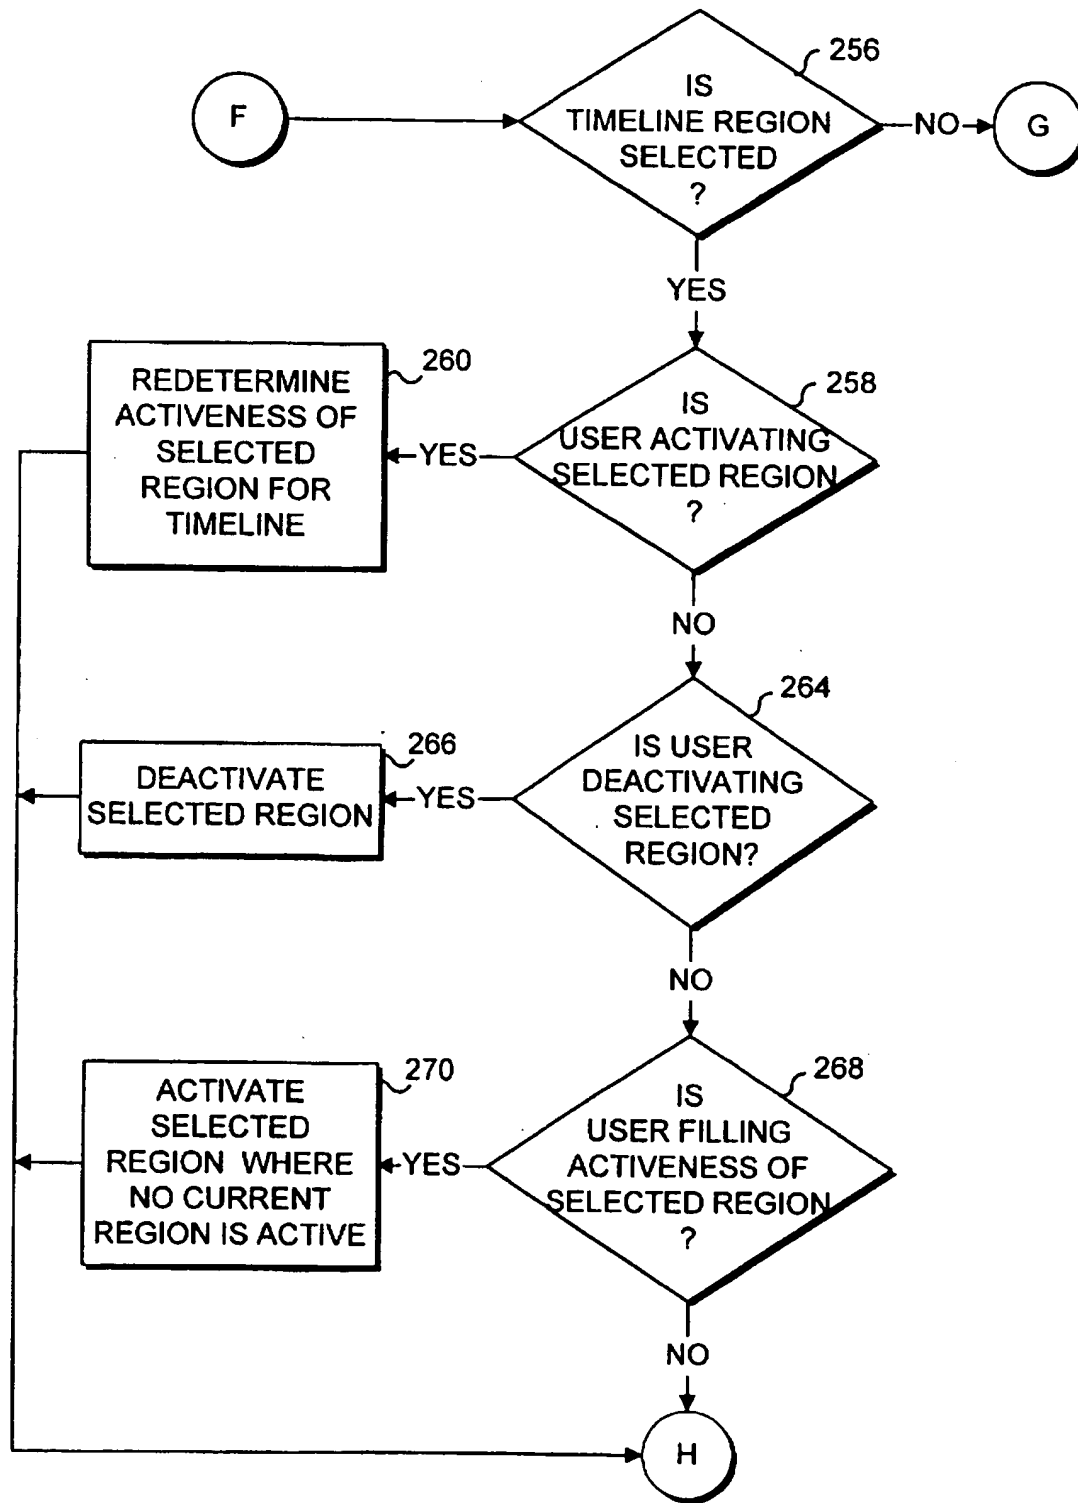 256
F
IS
TIMELINE REGION
SELECTED
?
NO
G
YES
260
REDETERMINE
ACTIVENESS OF
SELECTED
REGION FOR
TIMELINE
YES
258
IS
USER ACTIVATING
SELECTED REGION
?
NO
266
DEACTIVATE
SELECTED REGION
YES
264
IS USER
DEACTIVATING
SELECTED
REGION?
NO
270
ACTIVATE
SELECTED
REGION WHERE
NO CURRENT
REGION IS ACTIVE
YES
268
IS
USER FILLING
ACTIVENESS OF
SELECTED REGION
?
NO
H